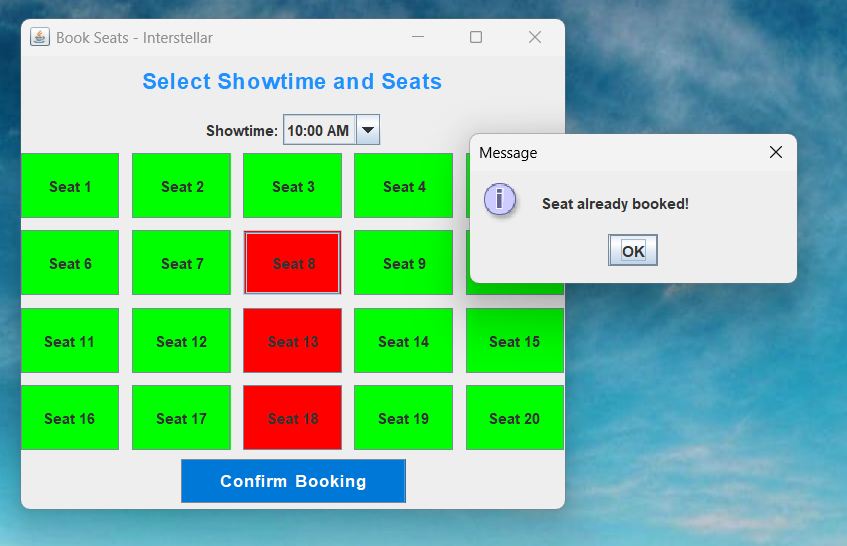 Book Seats - Interstellar
Select Showtime and Seats
Showtime: 10:00 AM
Message
Seat already booked!
OK
Seat 1 Seat 2 Seat 3 Seat 4
Seat 6 Seat 7 Seat 8 Seat 9
Seat 11 Seat 12 Seat 13 Seat 14 Seat 15
Seat 16 Seat 17 Seat 18 Seat 19 Seat 20
Confirm Booking